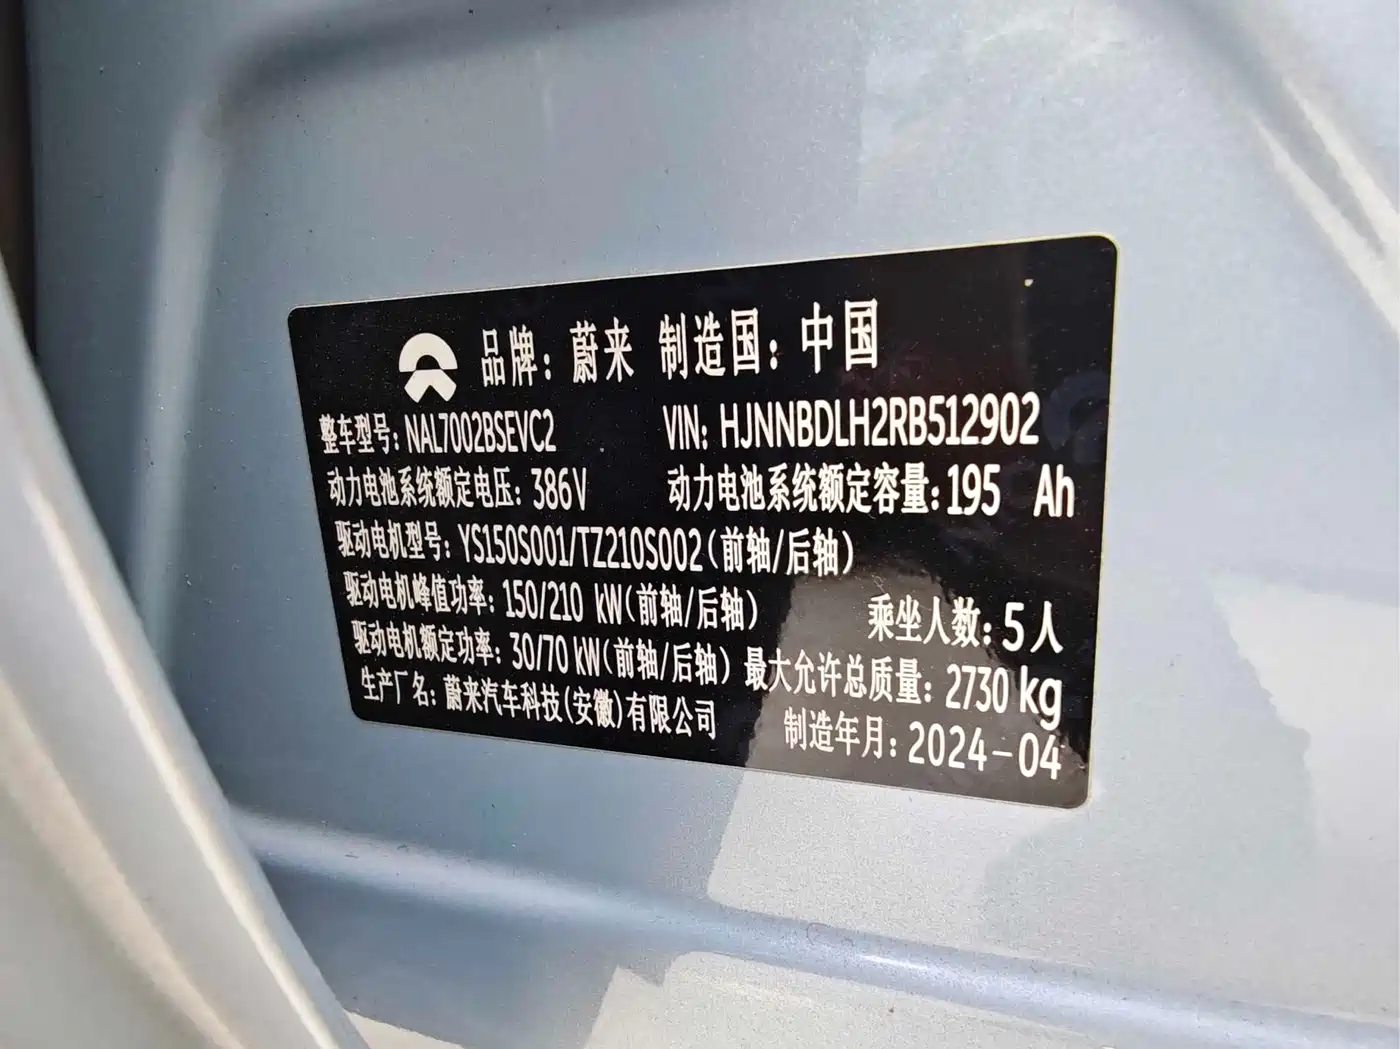 品牌：蔚来 制造国：中国
整车型号：NAL7002BSEVC2 VIN：HJNNBDLH2RB512902
动力电池系统额定电压：386V 动力电池系统额定容量：195 Ah
驱动电机型号：YS150S001/TZ210S002（前轴/后轴）
驱动电机峰值功率：150/210 kW（前轴/后轴） 乘坐人数：5人
驱动电机额定功率：30/70 kW（前轴/后轴） 最大允许总质量：2730 kg
生产厂名：蔚来汽车科技（安徽）有限公司 制造年月：2024-04